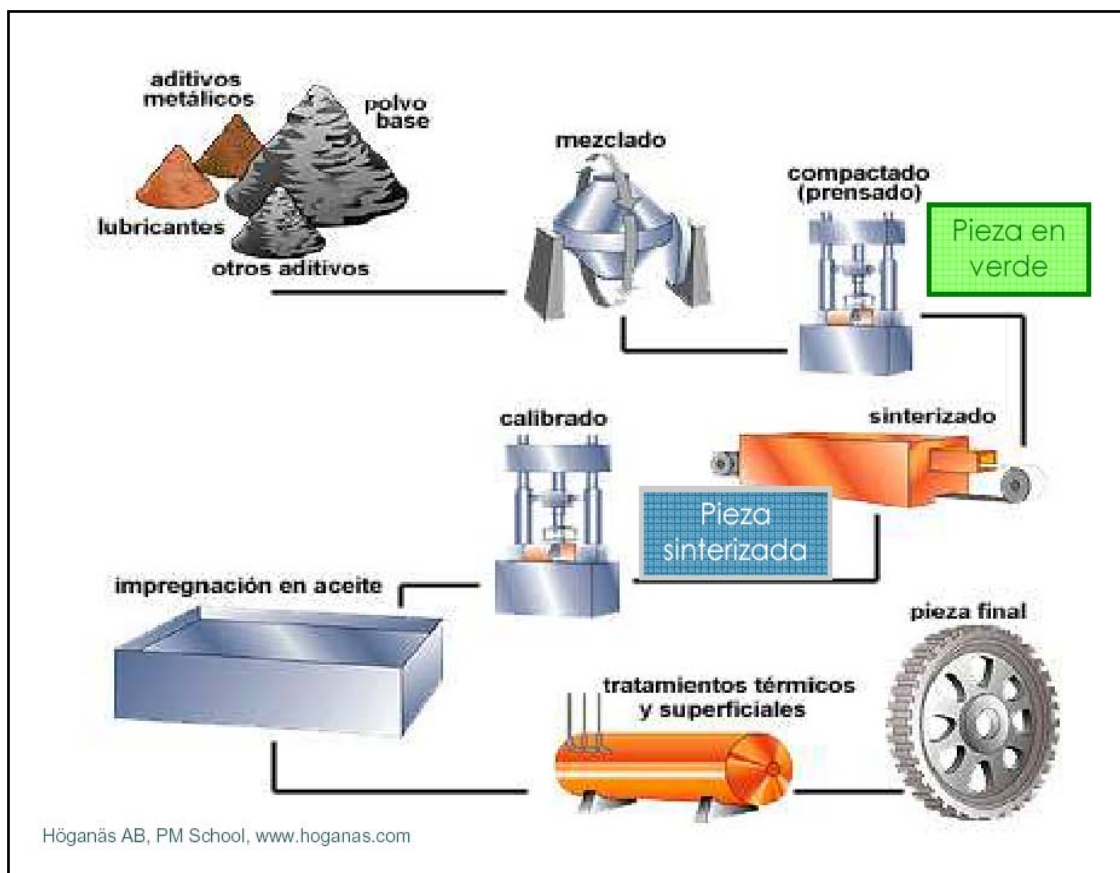 aditivos
metálicos
polvo
base
lubricantes
otros aditivos
mezclado
compactado
(prensado)
Pieza en
verde
sinterizado
calibrado
Pieza
sinterizada
impregnación en aceite
tratamientos térmicos
y superficiales
pieza final
Höganäs AB, PM School, www.hoganas.com